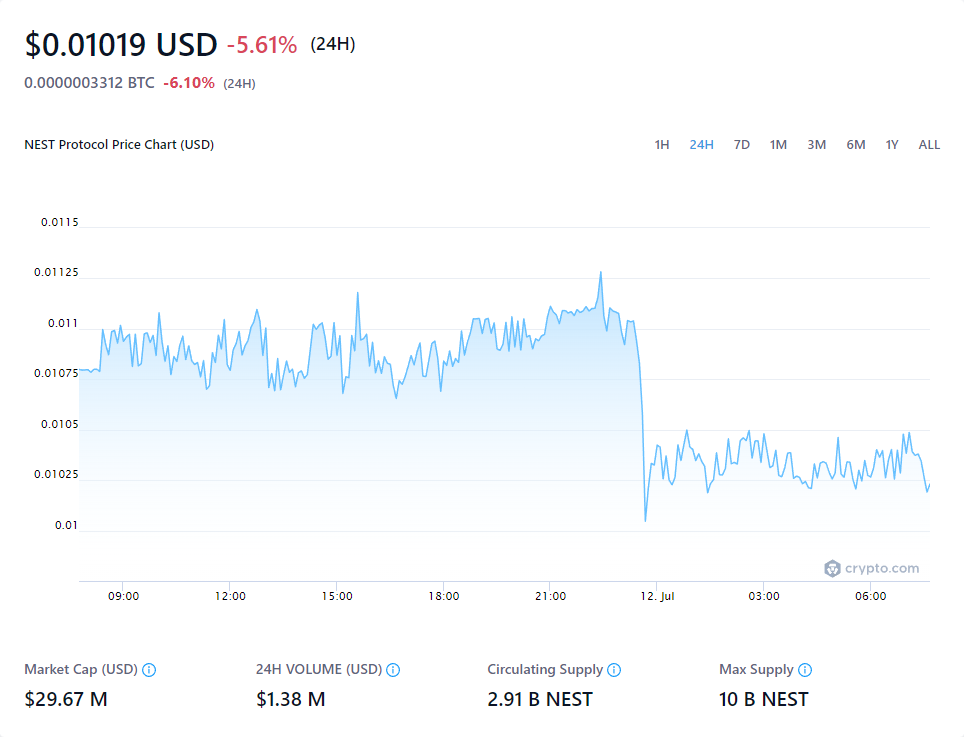 $0.01019 USD -5.61% (24H)
0.0000003312 BTC -6.10% (24H)
NEST Protocol Price Chart (USD) 1H 24H 7D 1M 3M 6M 1Y ALL
0.0115
0.01125
0.011
0.01075
0.0105
0.01025
0.01
crypto.com
09:00 12:00 15:00 18:00 21:00 12. Jul 03:00 06:00
Market Cap (USD) 24H VOLUME (USD) Circulating Supply Max Supply
$29.67 M $1.38 M 2.91 B NEST 10 B NEST